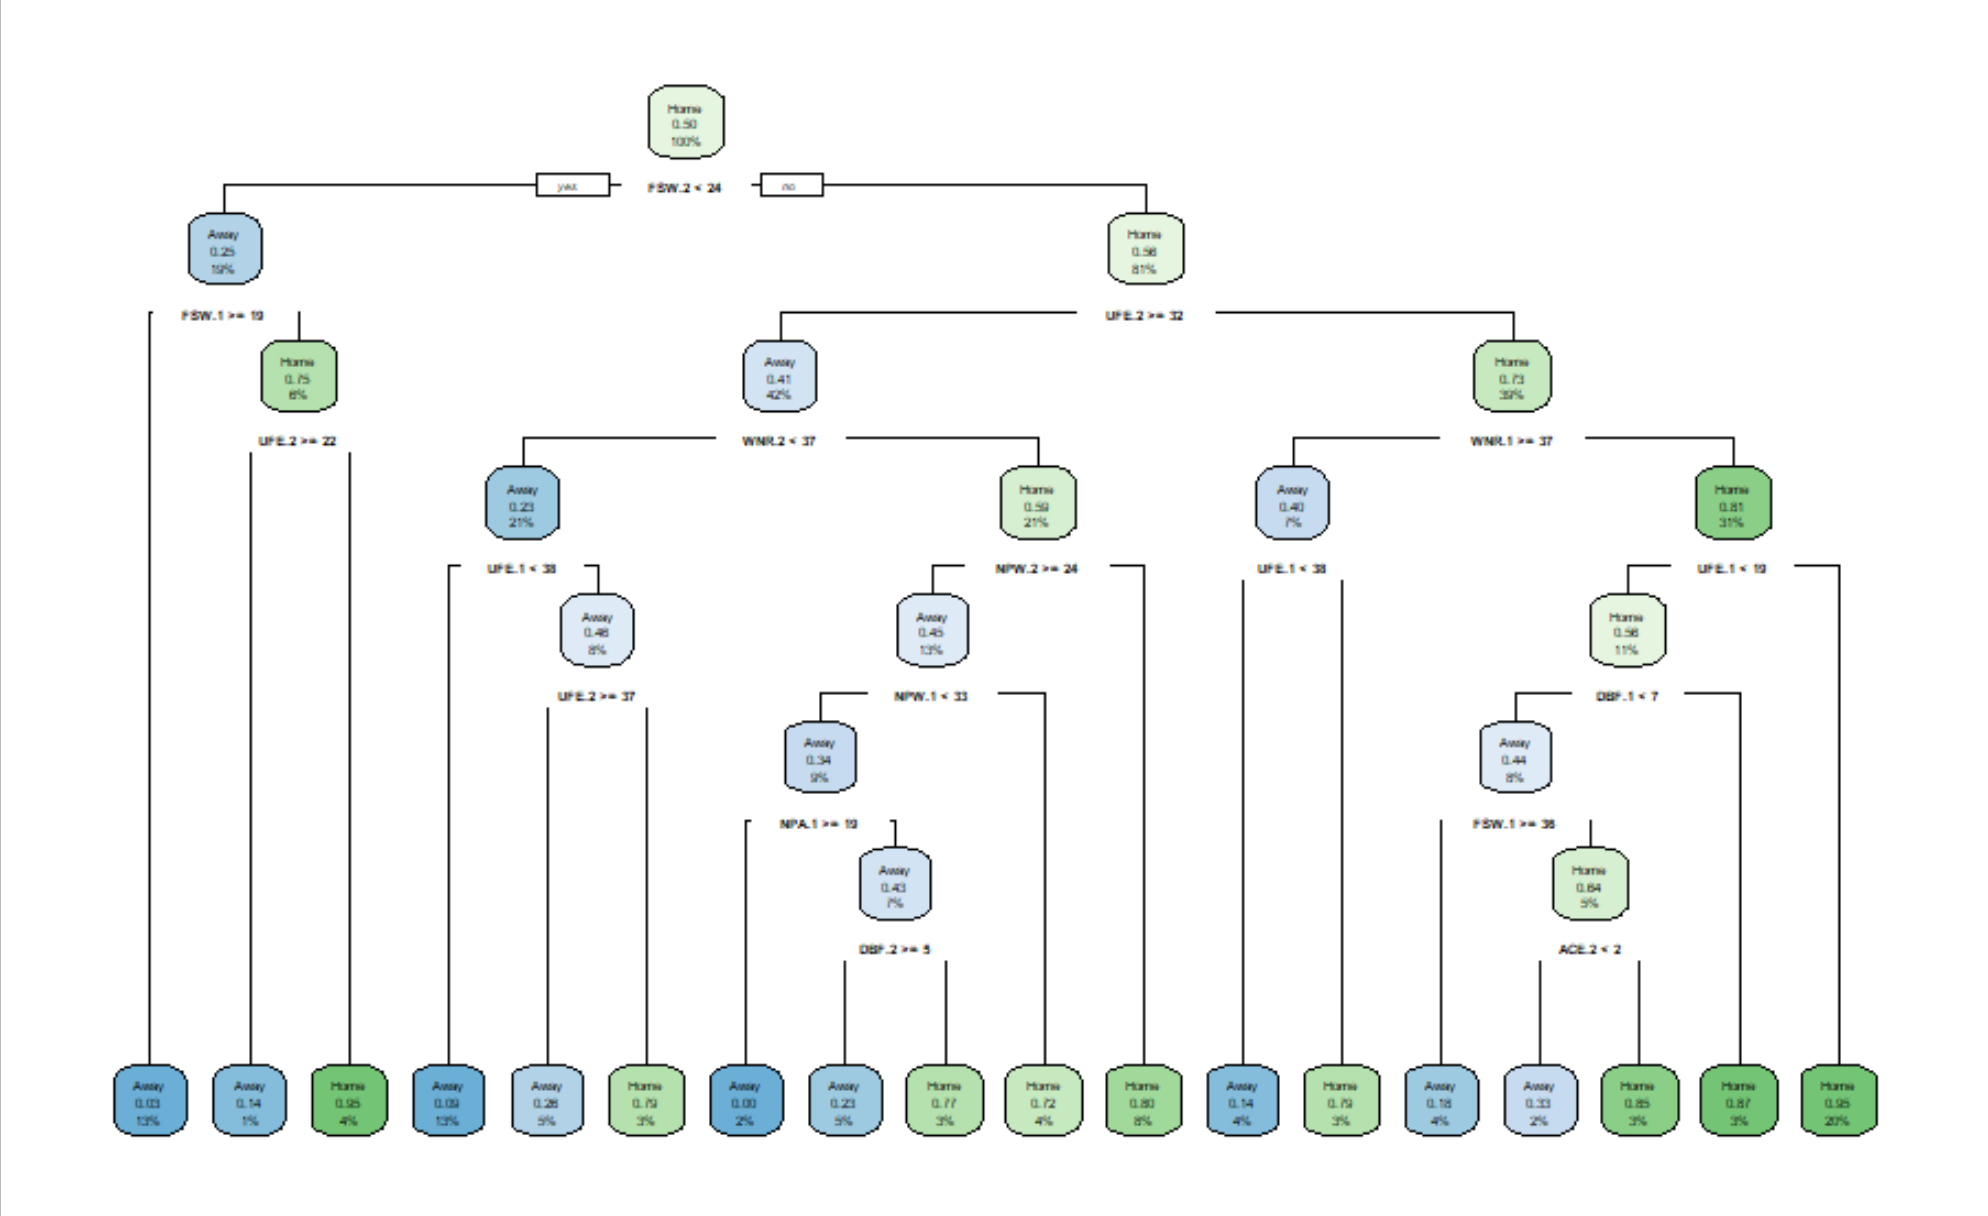 Home
0.50
100%
yes
FSW.2 < 24
no
Away
0.25
19%
Home
0.56
81%
FSW.1 >= 19
UFE.2 >= 32
Home
0.75
6%
Away
0.41
42%
Home
0.73
39%
UFE.2 >= 22
WNR.2 < 37
WNR.1 >= 37
Away
0.23
21%
Home
0.59
21%
Away
0.40
7%
Home
0.81
31%
UFE.1 < 38
NPW.2 >= 24
UFE.1 < 38
UFE.1 < 19
Away
0.46
8%
Away
0.45
13%
Home
0.56
11%
UFE.2 >= 37
NPW.1 < 33
DBF.1 < 7
Away
0.34
9%
Away
0.44
8%
NPA.1 >= 19
FSW.1 >= 36
Away
0.43
7%
Home
0.64
5%
DBF.2 >= 5
ACE.2 < 2
Away
0.03
13%
Away
0.14
1%
Home
0.95
4%
Away
0.09
13%
Away
0.26
5%
Home
0.79
3%
Away
0.00
2%
Away
0.23
5%
Home
0.77
3%
Home
0.72
4%
Home
0.80
8%
Away
0.14
4%
Home
0.79
3%
Away
0.18
4%
Away
0.33
2%
Home
0.85
3%
Home
0.87
3%
Home
0.95
20%